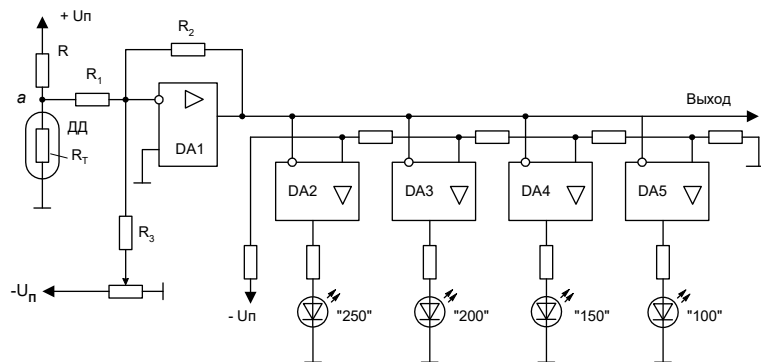 + Uп
R
R2
R1
a
ДД
RT
DA1
Выход
DA2
DA3
DA4
DA5
R3
-Uп
- Uп
"250"
"200"
"150"
"100"